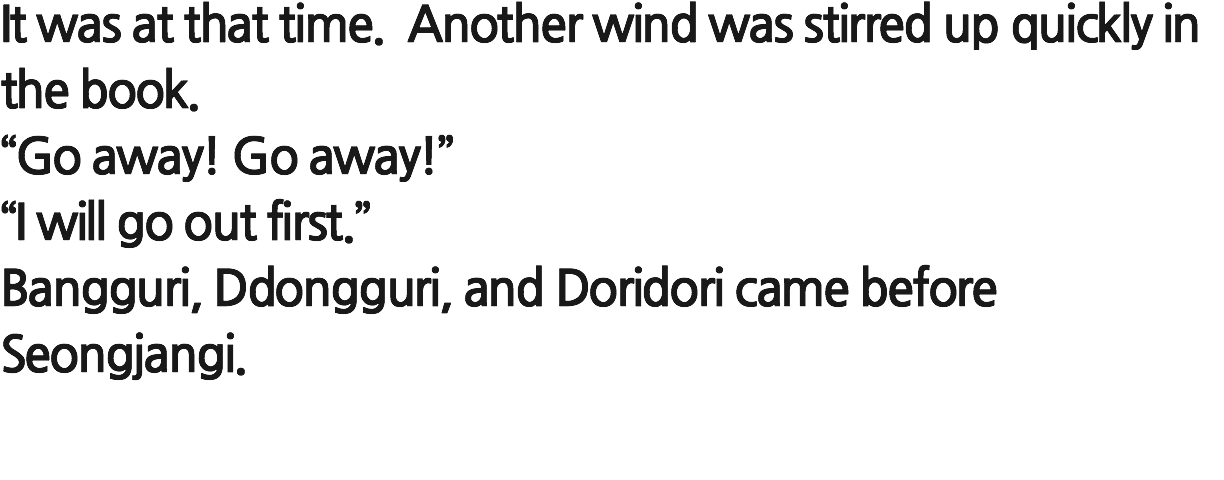 It was at that time.  Another wind was stirred up quickly in
the book.
“Go away!  Go away!”
“I will go out first.”
Bangguri, Ddongguri, and Doridori came before
Seongjangi.